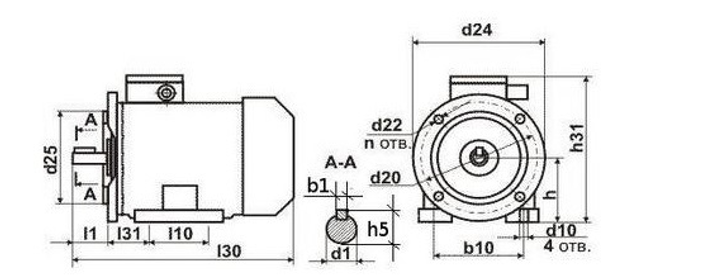 d24
A
d25
A
l1
l31
l10
l30
A-A
b1
h5
d1
d22
n отв.
d20
h31
h
d10
4 отв.
b10